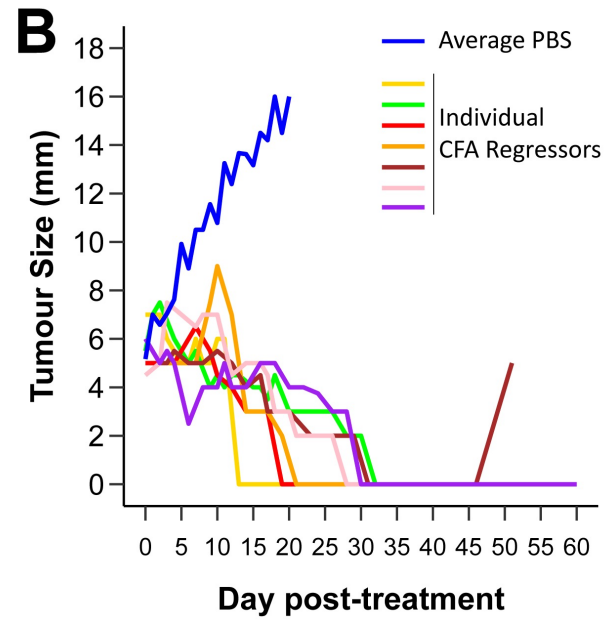 B
Average PBS
Individual
CFA Regressors
Tumour Size (mm)
18
16
14
12
10
8
6
4
2
0
0 5 10 15 20 25 30 35 40 45 50 55 60
Day post-treatment